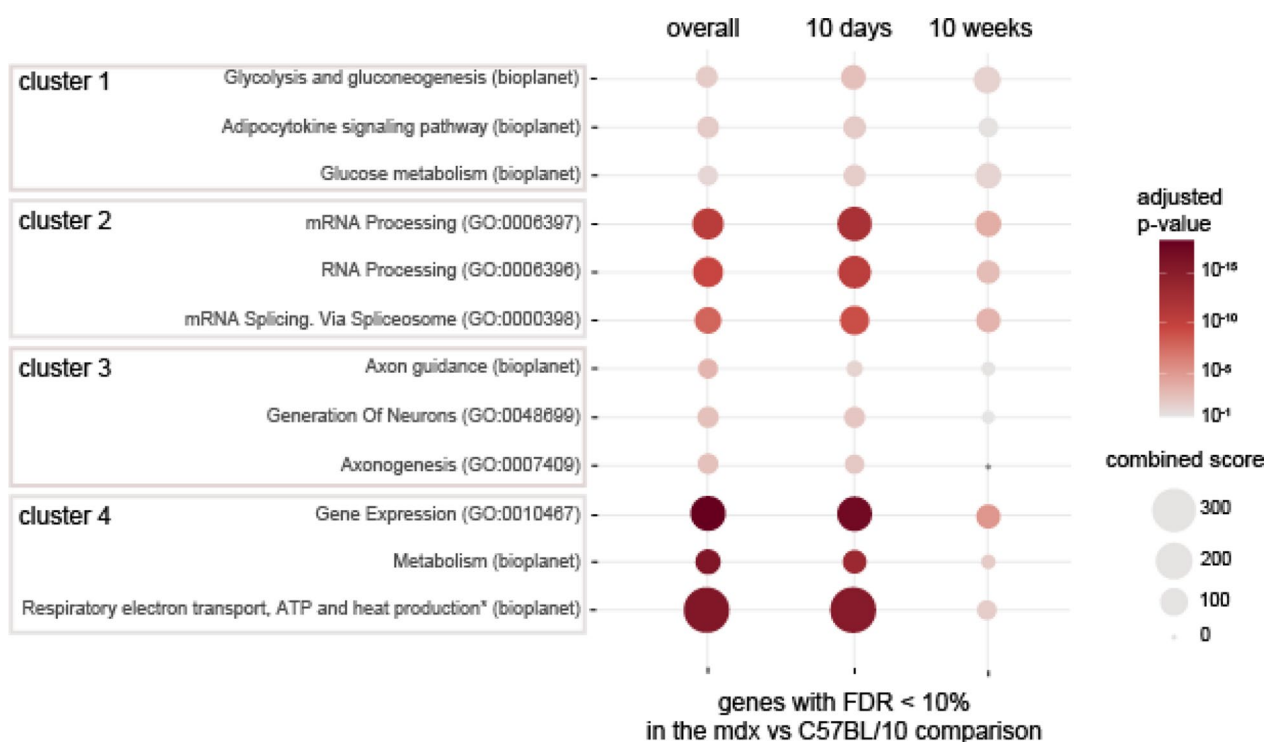 overall 10 days 10 weeks
cluster 1
Glycolysis and gluconeogenesis (bioplanet)
Adipocytokine signaling pathway (bioplanet)
Glucose metabolism (bioplanet)
cluster 2
mRNA Processing (GO:0006397)
RNA Processing (GO:0006396)
mRNA Splicing. Via Spliceosome (GO:0000398)
cluster 3
Axon guidance (bioplanet)
Generation Of Neurons (GO:0048699)
Axonogenesis (GO:0007409)
cluster 4
Gene Expression (GO:0010467)
Metabolism (bioplanet)
Respiratory electron transport, ATP and heat production* (bioplanet)
genes with FDR < 10%
in the mdx vs C57BL/10 comparison
adjusted
p-value
10⁻¹⁵
10⁻¹⁰
10⁻⁵
10⁻¹
combined score
300
200
100
0